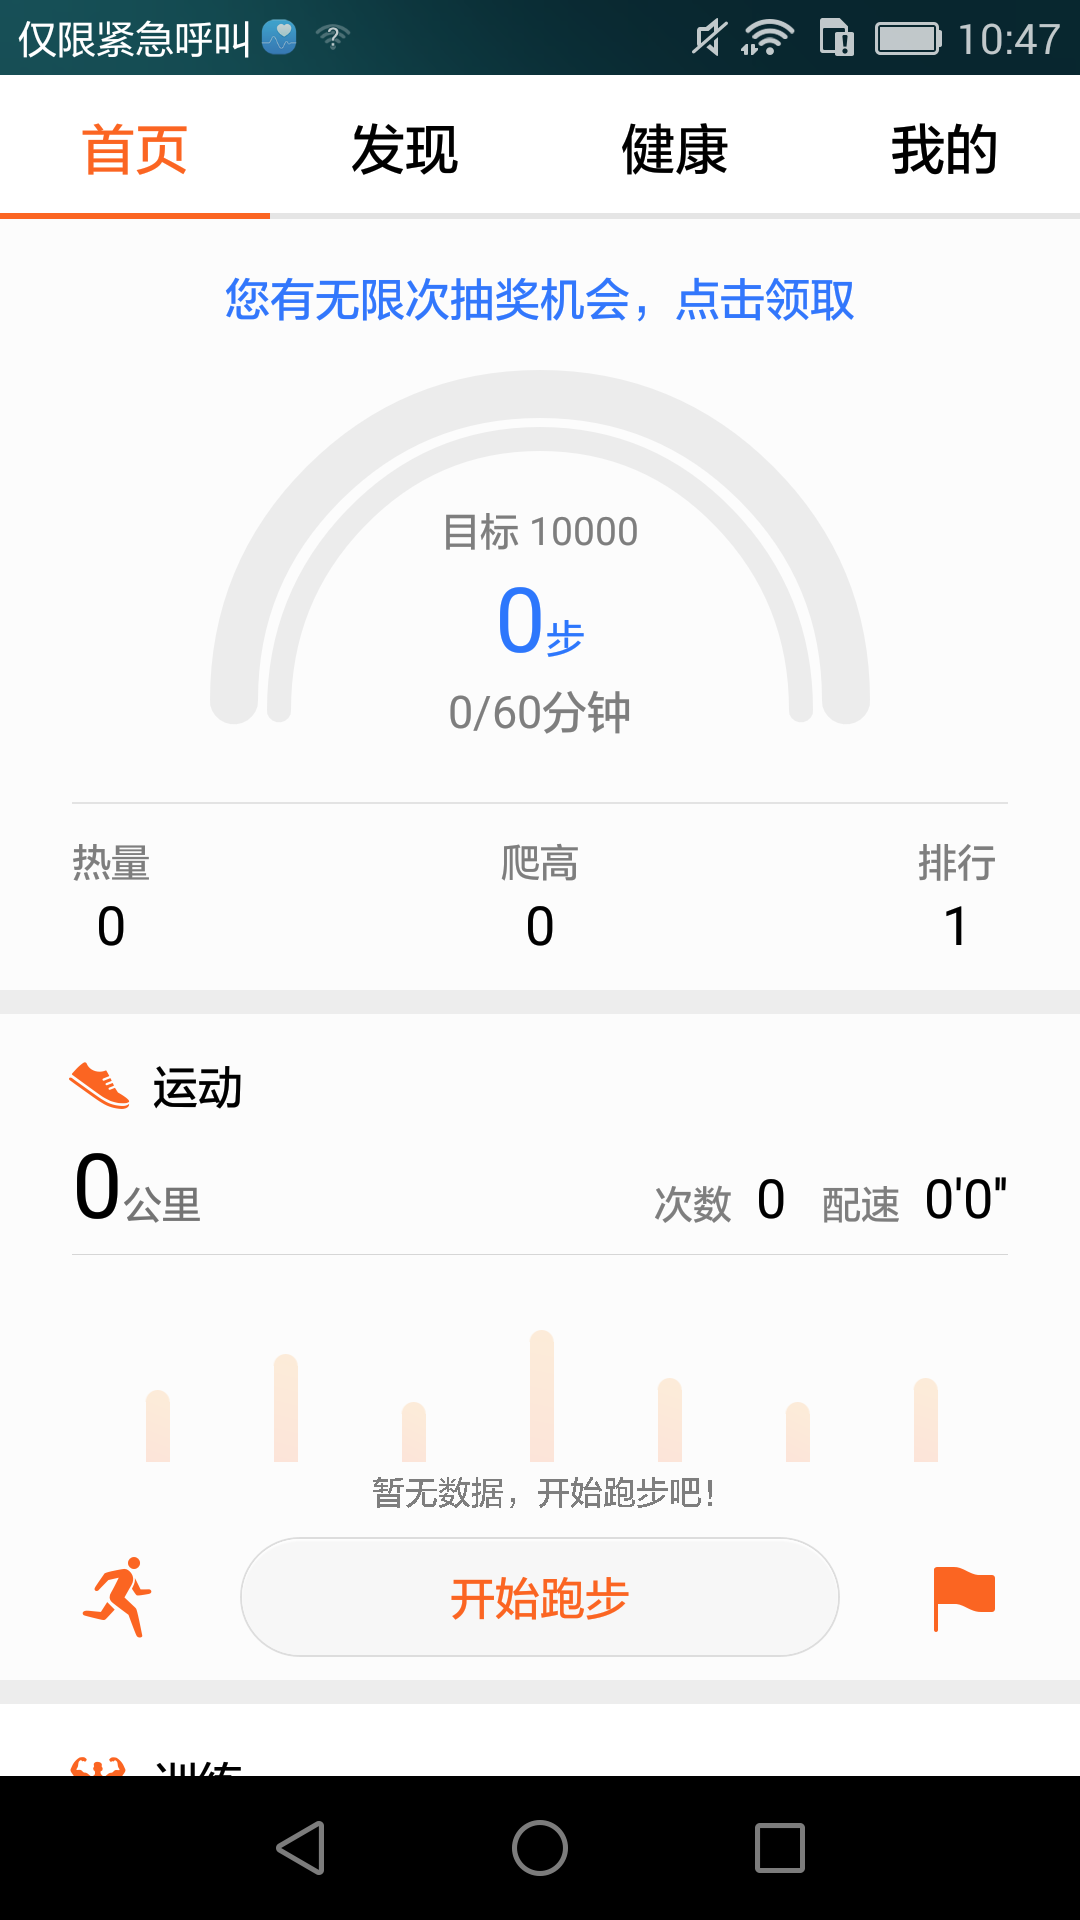 仅限紧急呼叫 10:47
首页 发现 健康 我的
您有无限次抽奖机会，点击领取
目标 10000
0步
0/60分钟
热量 爬高 排行
0 0 1
运动
0公里 次数 0 配速 0'0"
暂无数据，开始跑步吧！
开始跑步
训练